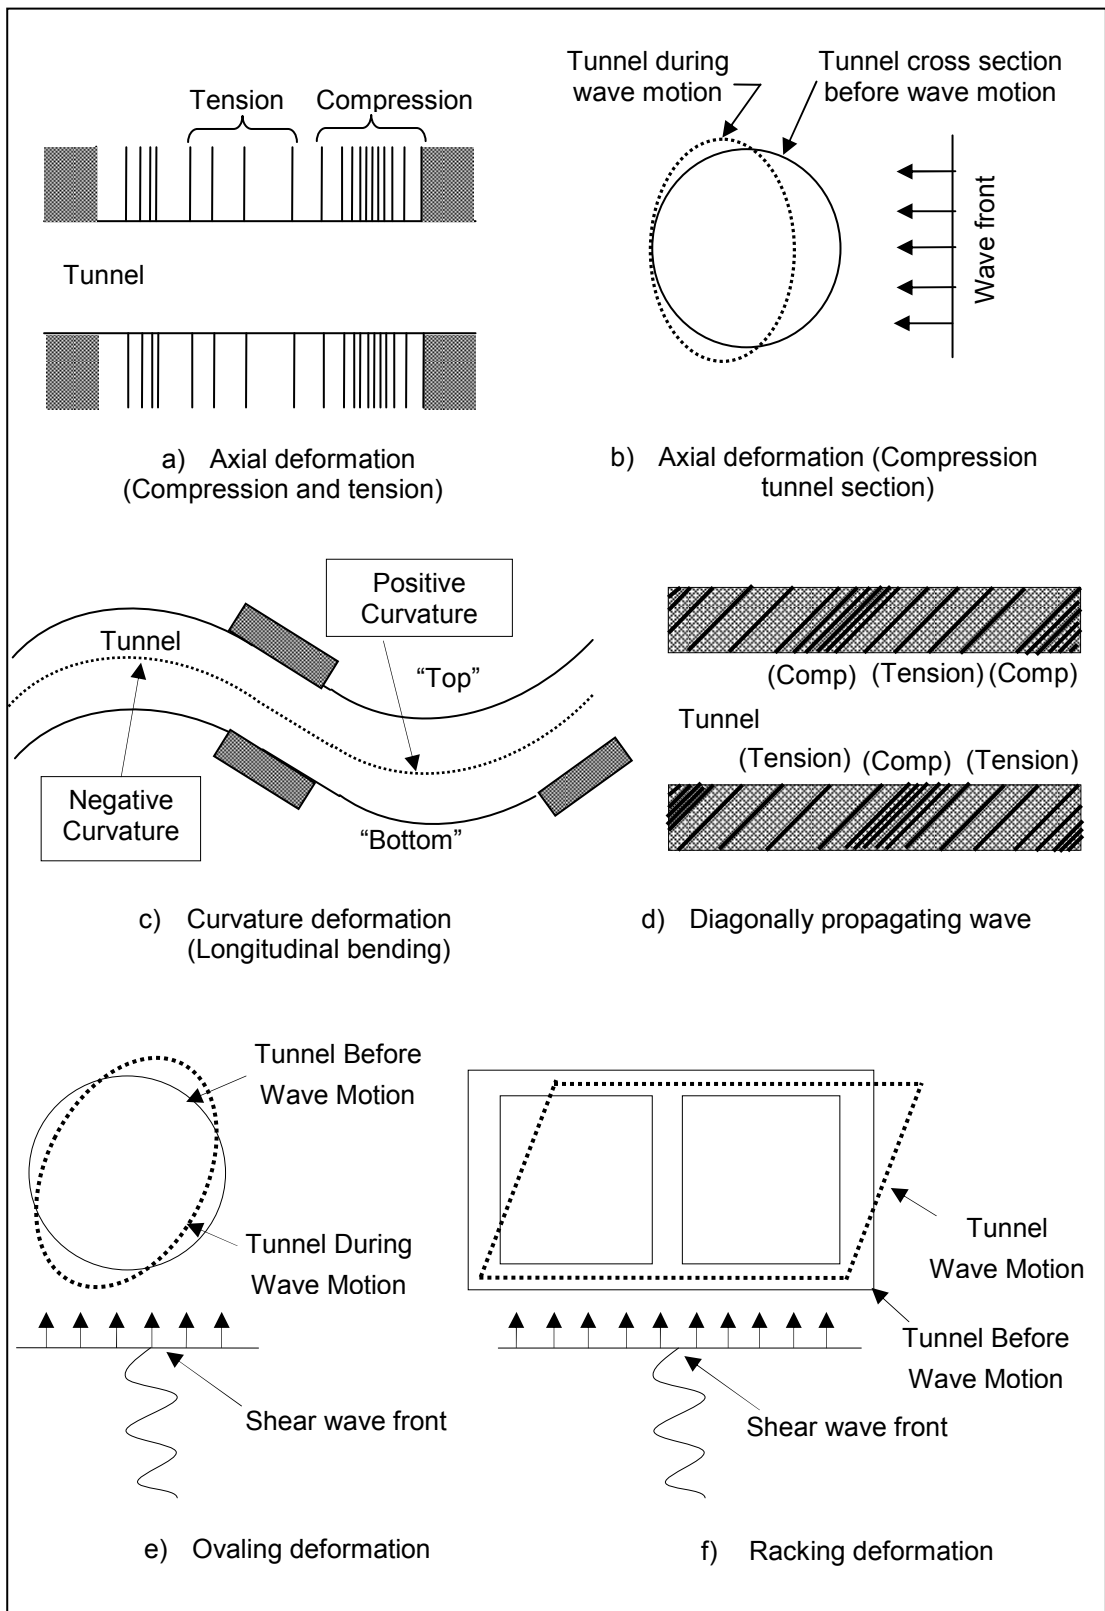 Tension
Compression
Tunnel
a) Axial deformation
(Compression and tension)
Tunnel during
wave motion
Tunnel cross section
before wave motion
Wave front
b) Axial deformation (Compression
tunnel section)
Positive
Curvature
Tunnel
“Top”
Negative
Curvature
“Bottom”
c) Curvature deformation
(Longitudinal bending)
(Comp) (Tension) (Comp)
Tunnel
(Tension) (Comp) (Tension)
d) Diagonally propagating wave
Tunnel Before
Wave Motion
Tunnel During
Wave Motion
Shear wave front
e) Ovaling deformation
Tunnel
Wave Motion
Tunnel Before
Wave Motion
Shear wave front
f) Racking deformation